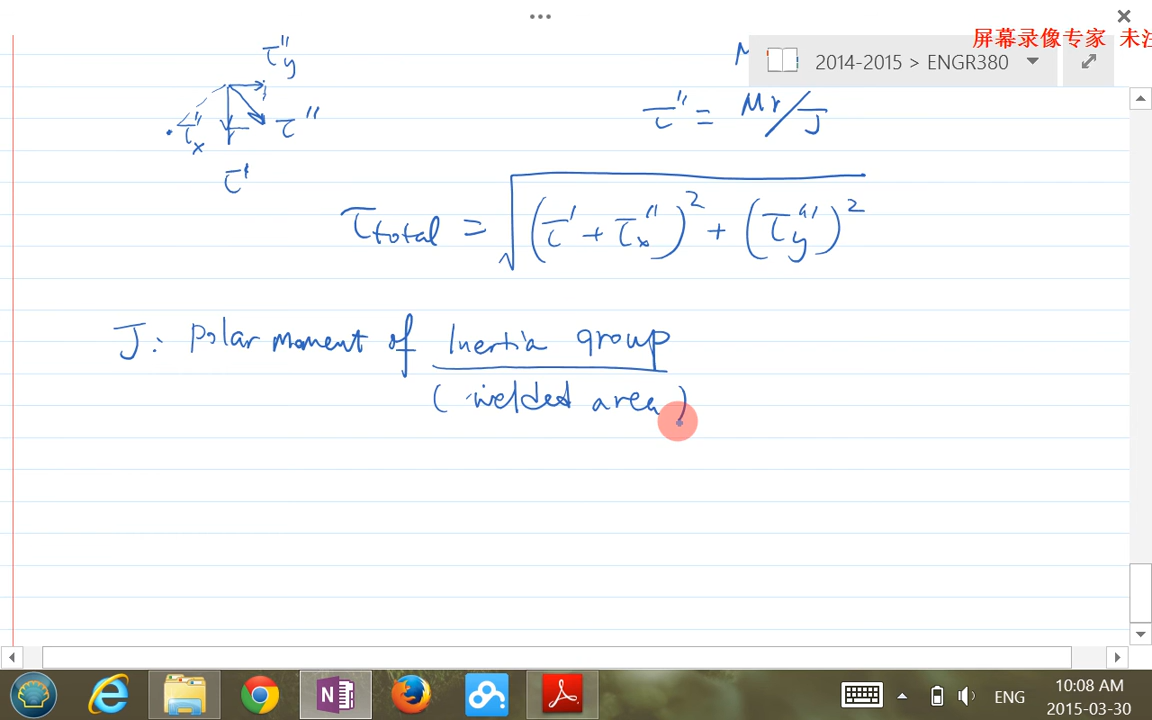 屏幕录像专家 未
2014-2015 > ENGR380
τ"y
τ"
τ"x
τ'
τ" = Mr/J
τtotal = √(τ' + τ"x)² + (τ"y)²
J: Polar Moment of Inertia group
(welded area)
ENG
10:08 AM
2015-03-30